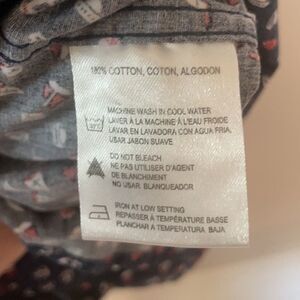 100% COTTON, COTON, ALGODON
MACHINE WASH IN COOL WATER
LAVER À LA MACHINE À L'EAU FROIDE
LAVAR EN LAVADORA CON AGUA FRIA,
USAR JABON SUAVE
DO NOT BLEACH
NE PAS UTILISER D'AGENT
DE BLANCHIMENT
NO USAR BLANQUEADOR
IRON AT LOW SETTING
REPASSER À TEMPÉRATURE BASSE
PLANCHAR A TEMPERATURA BAJA